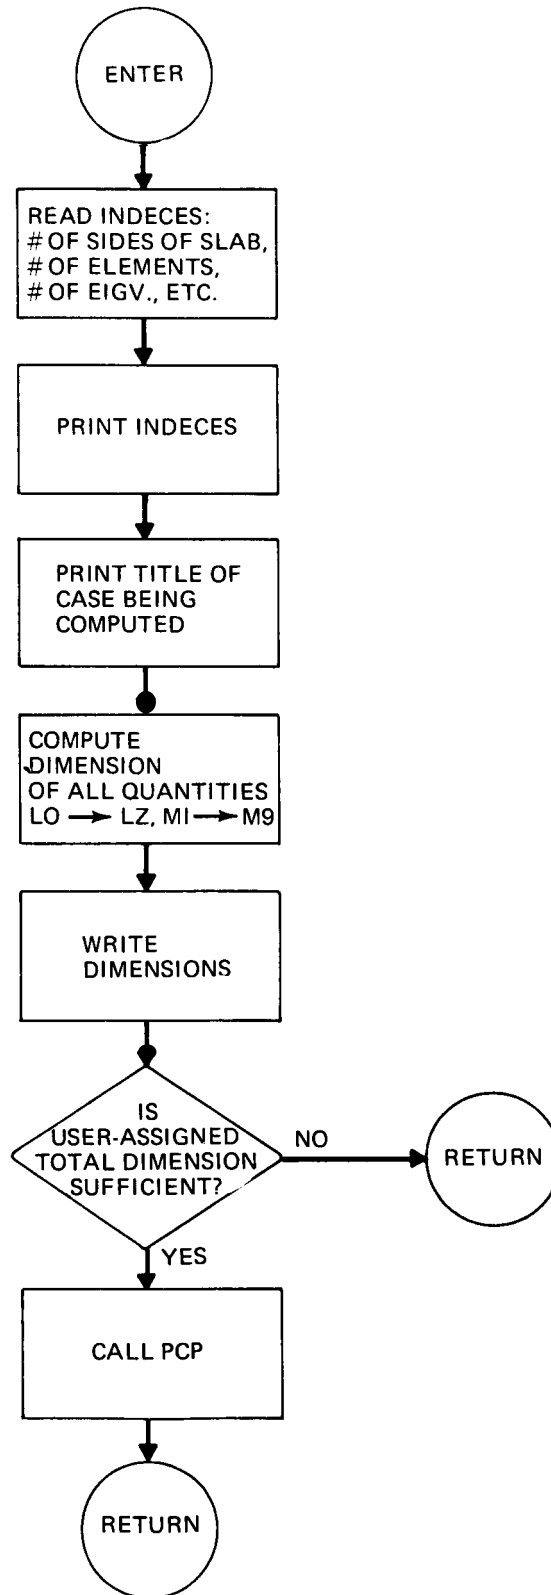 ENTER
READ INDECES:
# OF SIDES OF SLAB,
# OF ELEMENTS,
# OF EIGV., ETC.
PRINT INDECES
PRINT TITLE OF
CASE BEING
COMPUTED
COMPUTE
DIMENSION
OF ALL QUANTITIES
LO → LZ, MI → M9
WRITE
DIMENSIONS
IS
USER-ASSIGNED
TOTAL DIMENSION
SUFFICIENT?
NO
RETURN
YES
CALL PCP
RETURN